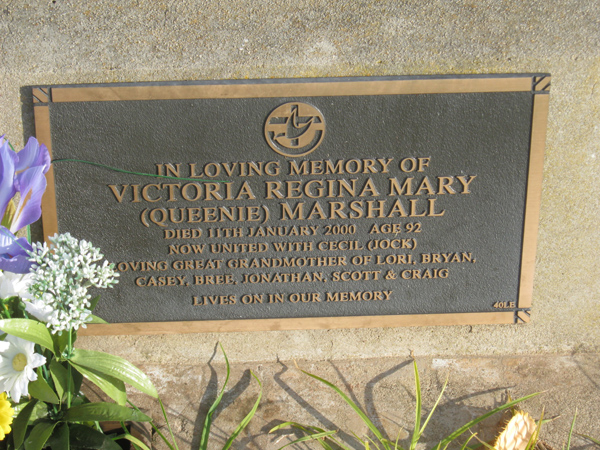 IN LOVING MEMORY OF
VICTORIA REGINA MARY
(QUEENIE) MARSHALL
DIED 11TH JANUARY 2000 AGE 92
NOW UNITED WITH CECIL (JOCK)
LOVING GREAT GRANDMOTHER OF LORI, BRYAN,
CASEY, BREE, JONATHAN, SCOTT & CRAIG
LIVES ON IN OUR MEMORY
40LE